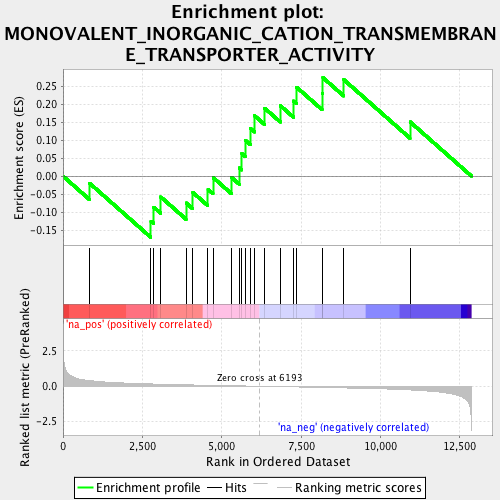 Enrichment plot:
MONOVALENT_INORGANIC_CATION_TRANSMEMBRAN
E_TRANSPORTER_ACTIVITY
Enrichment score (ES)
0.25
0.20
0.15
0.10
0.05
0.00
-0.05
-0.10
-0.15
'na_pos' (positively correlated)
Ranked list metric (PreRanked)
2.5
0.0
-2.5
Zero cross at 6193
'na_neg' (negatively correlated)
0
2,500
5,000
7,500
10,000
12,500
Rank in Ordered Dataset
Enrichment profile
Hits
Ranking metric scores